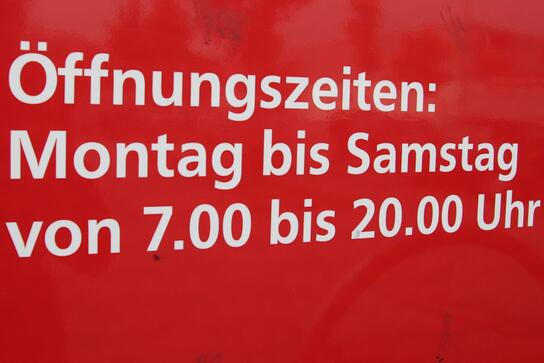 Öffnungszeiten:
Montag bis Samstag
von 7.00 bis 20.00 Uhr